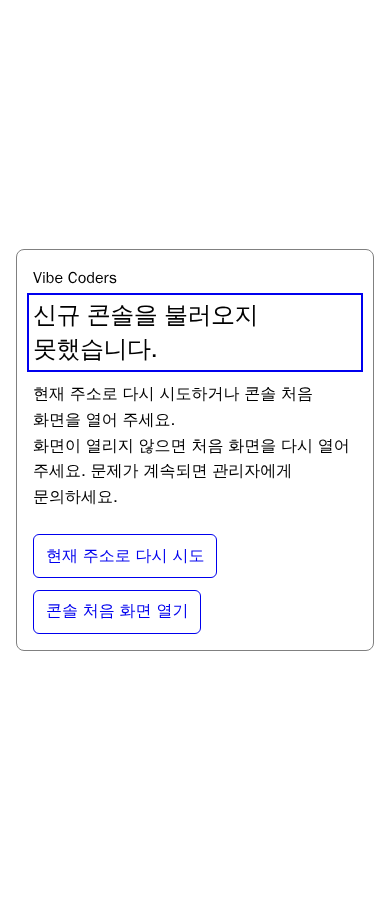 Vibe Coders
신규 콘솔을 불러오지
못했습니다.
현재 주소로 다시 시도하거나 콘솔 처음
화면을 열어 주세요.
화면이 열리지 않으면 처음 화면을 다시 열어
주세요. 문제가 계속되면 관리자에게
문의하세요.
현재 주소로 다시 시도
콘솔 처음 화면 열기